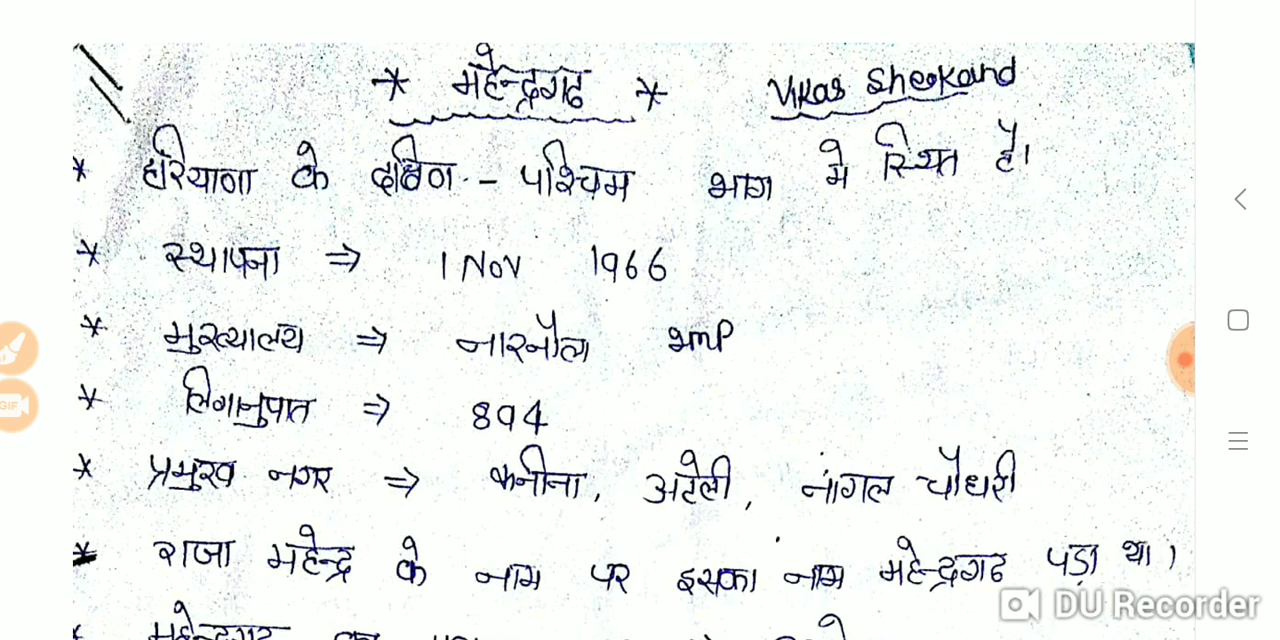 * महेन्द्रगढ * Vikas Sheokand
* हरियाणा के दक्षिण - पश्चिम भाग मे स्थित है।
* स्थापना ⇒ 1 Nov 1966
* मुख्यालय ⇒ नारनौल Imp
* लिंगानुपात ⇒ 894
* प्रमुख नगर ⇒ कनीना, अटेली, नांगल चौधरी
* राजा महेन्द्र के नाम पर इसका नाम महेन्द्रगढ पड़ा था।
GIF
DU Recorder